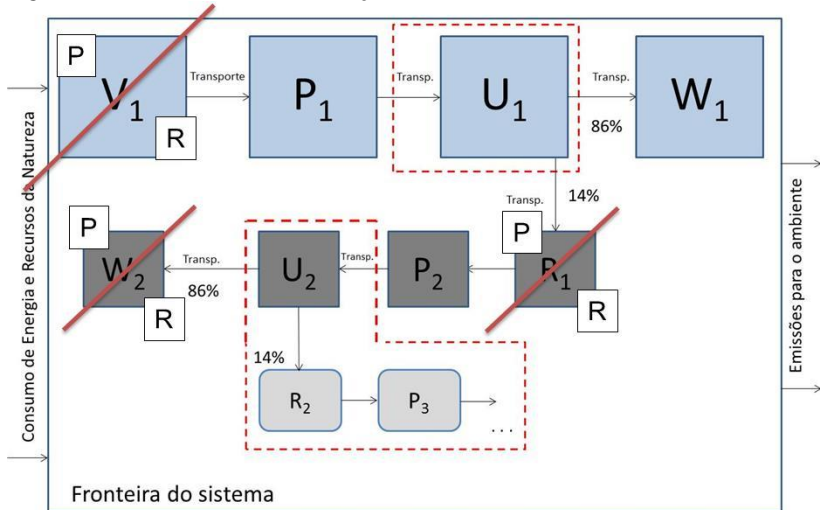 Consumo de Energia e Recursos da Natureza
P
V1
R
Transporte
P1
Transp.
U1
Transp.
86%
W1
14%
Transp.
P
R1
R
P2
Transp.
U2
Transp.
86%
P
W2
R
14%
R2
P3
...
Emissões para o ambiente
Fronteira do sistema